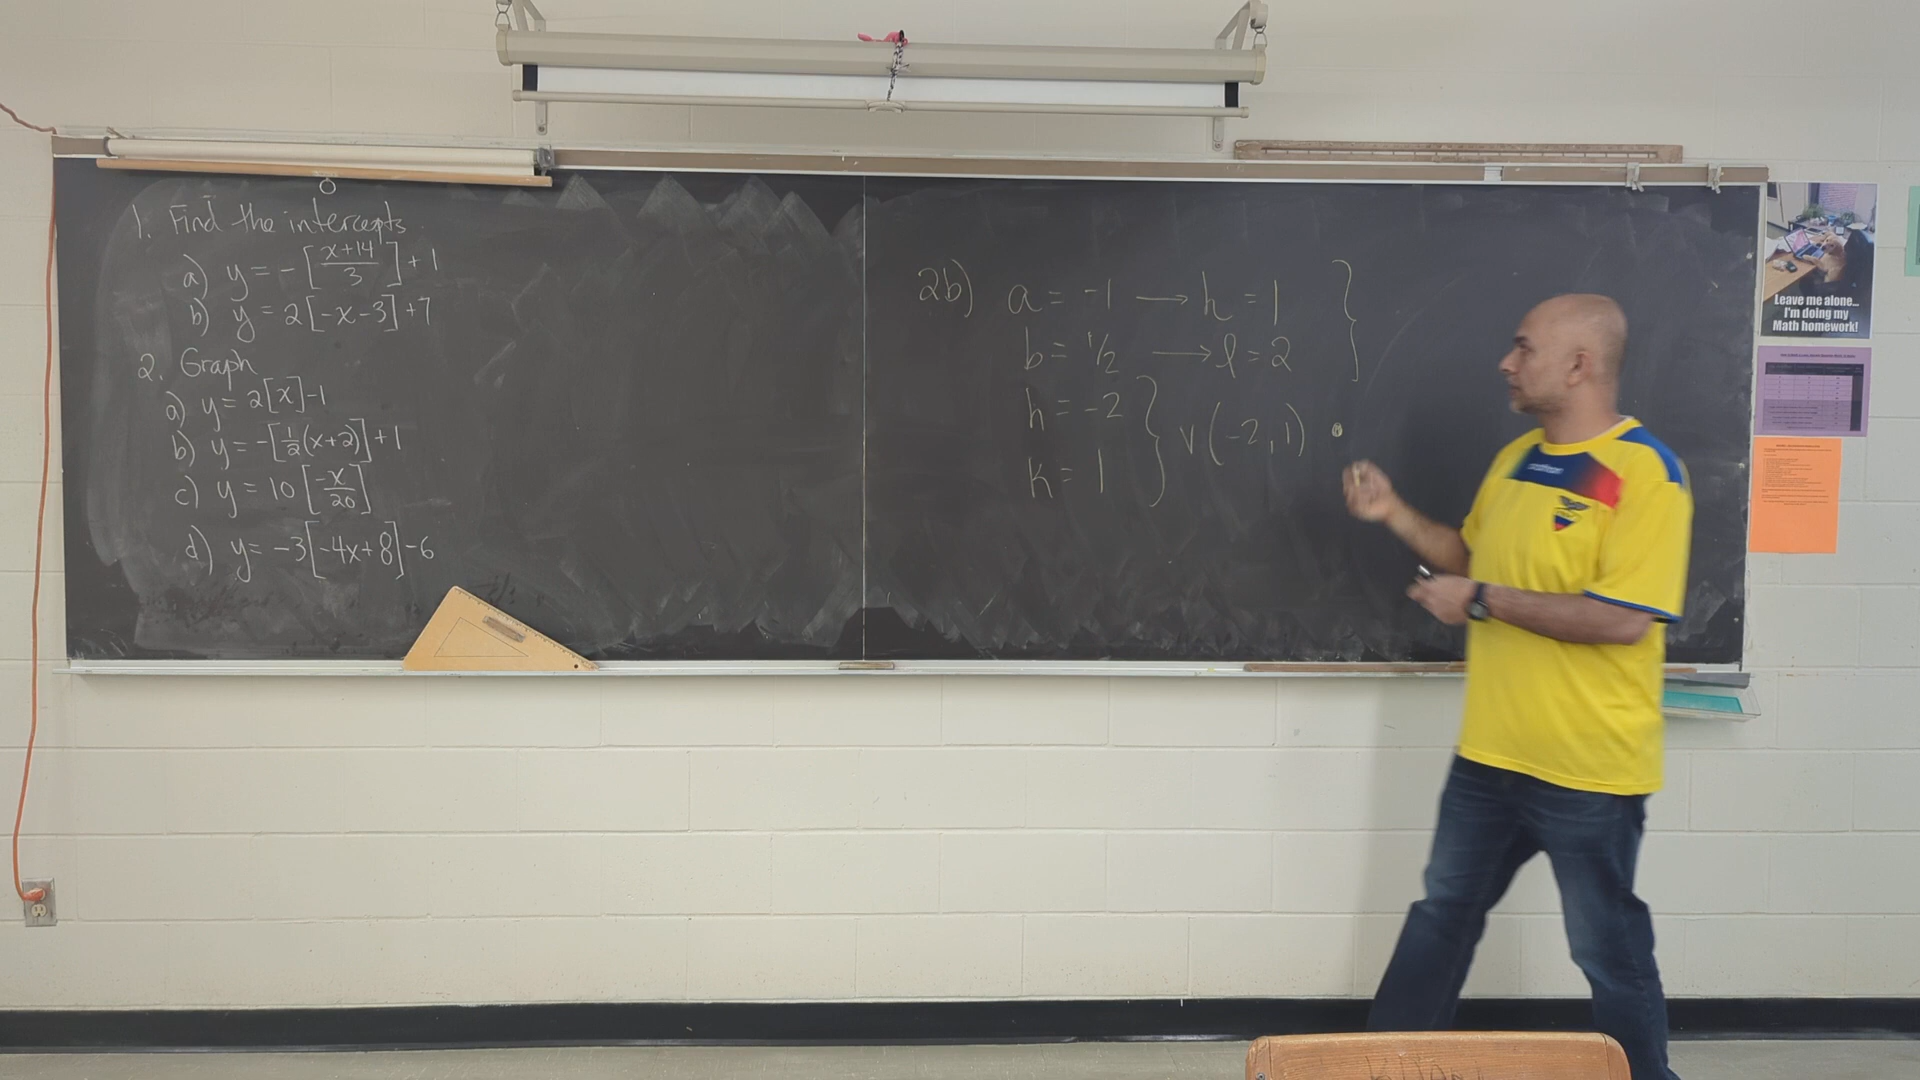 1. Find the intercepts
a) y = -[x+14/3] + 1
b) y = 2[-x-3]+7
2. Graph
a) y = 2[x]-1
b) y = -[1/2(x+2)]+1
c) y = 10[-x/20]
d) y = -3[-4x+8]-6
2b) a = -1 → h = 1
b = 1/2 → l = 2
h = -2
k = 1
V(-2,1)
Leave me alone...
I'm doing my
Math homework!